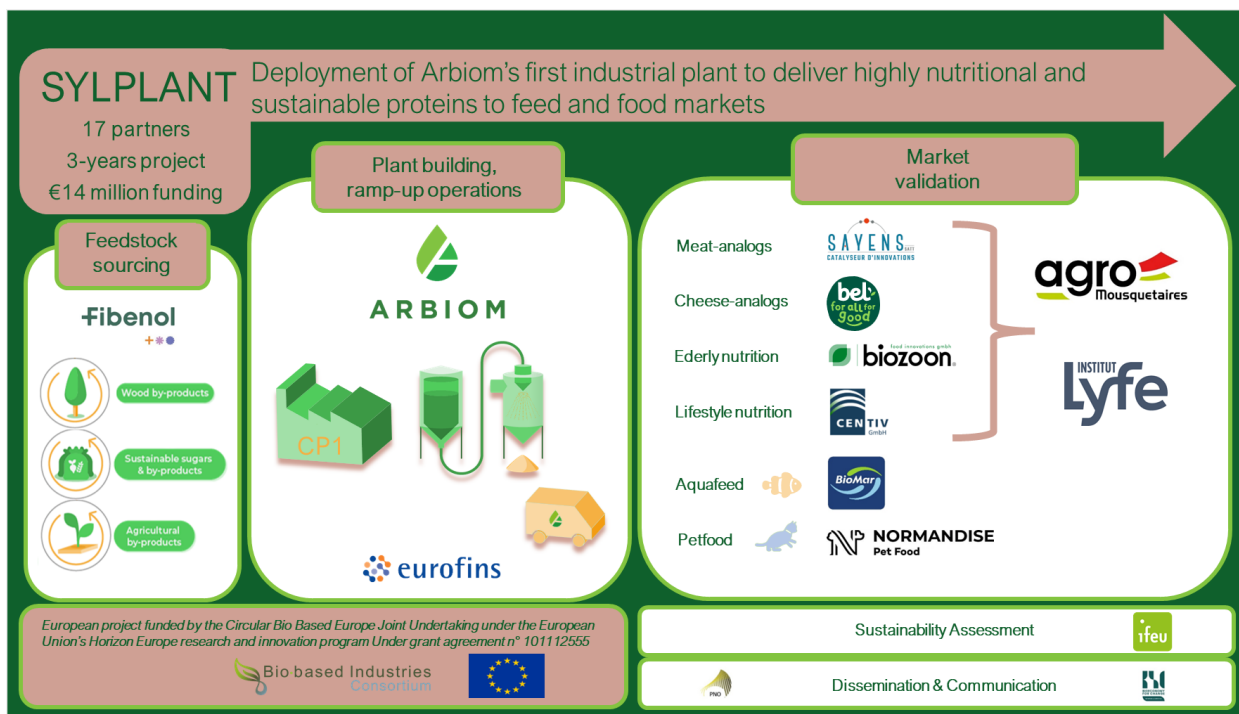 SYLPLANT
17 partners
3-years project
€14 million funding
Deployment of Arbiom's first industrial plant to deliver highly nutritional and
sustainable proteins to feed and food markets
Feedstock
sourcing
Fibenol
Wood by-products
Sustainable sugars
& by-products
Agricultural
by-products
Plant building,
ramp-up operations
ARBIOM
CP1
eurofins
Market
validation
Meat-analogs
SAYENS
CATALYSEUR D'INNOVATIONS
Cheese-analogs
bel
for all for
good
Ederly nutrition
food innovations gmbh
biozoon®
Lifestyle nutrition
CENTIV
GmbH
Aquafeed
BioMar
Petfood
NORMANDISE
Pet Food
agro
Mousquetaires
INSTITUT
Lyfe
European project funded by the Circular Bio Based Europe Joint Undertaking under the European
Union's Horizon Europe research and innovation program Under grant agreement n° 101112555
Bio based Industries
Consortium
Sustainability Assessment
ifeu
PNO
Dissemination & Communication